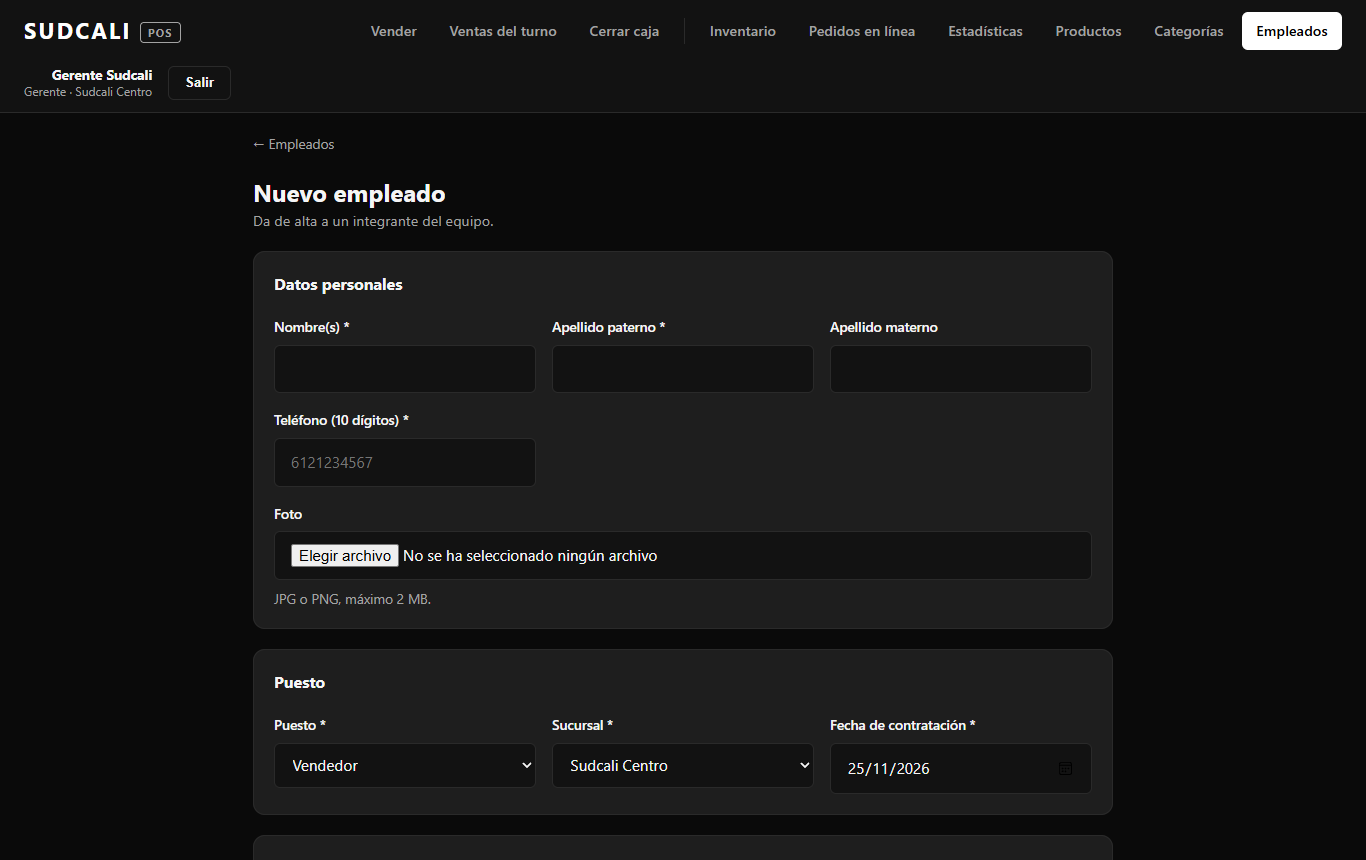 SUDCALI POS
Vender Ventas del turno Cerrar caja Inventario Pedidos en línea Estadísticas Productos Categorías Empleados
Gerente Sudcali
Gerente · Sudcali Centro
Salir
← Empleados
Nuevo empleado
Da de alta a un integrante del equipo.
Datos personales
Nombre(s) * Apellido paterno * Apellido materno
Teléfono (10 dígitos) *
6121234567
Foto
Elegir archivo No se ha seleccionado ningún archivo
JPG o PNG, máximo 2 MB.
Puesto
Puesto * Sucursal * Fecha de contratación *
Vendedor Sudcali Centro 25/11/2026